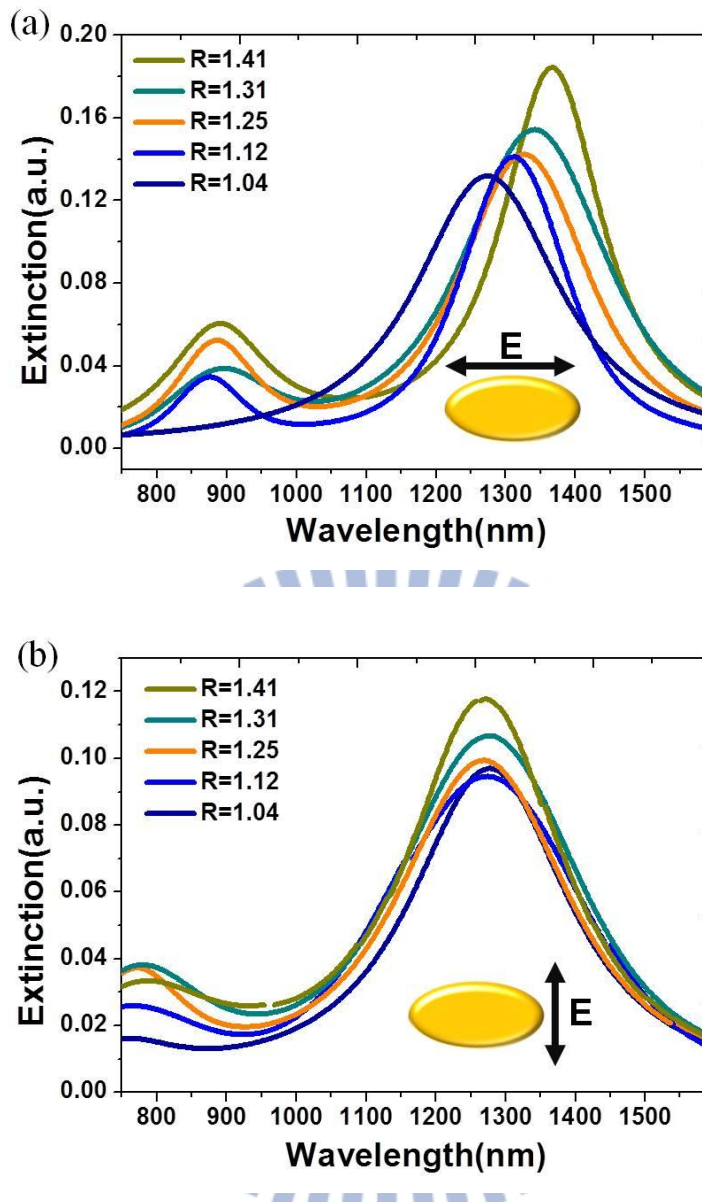 (a)
0.20
0.16
0.12
0.08
0.04
0.00
Extinction(a.u.)
R=1.41
R=1.31
R=1.25
R=1.12
R=1.04
E
800 900 1000 1100 1200 1300 1400 1500
Wavelength(nm)
(b)
0.12
0.10
0.08
0.06
0.04
0.02
0.00
Extinction(a.u.)
R=1.41
R=1.31
R=1.25
R=1.12
R=1.04
E
800 900 1000 1100 1200 1300 1400 1500
Wavelength(nm)